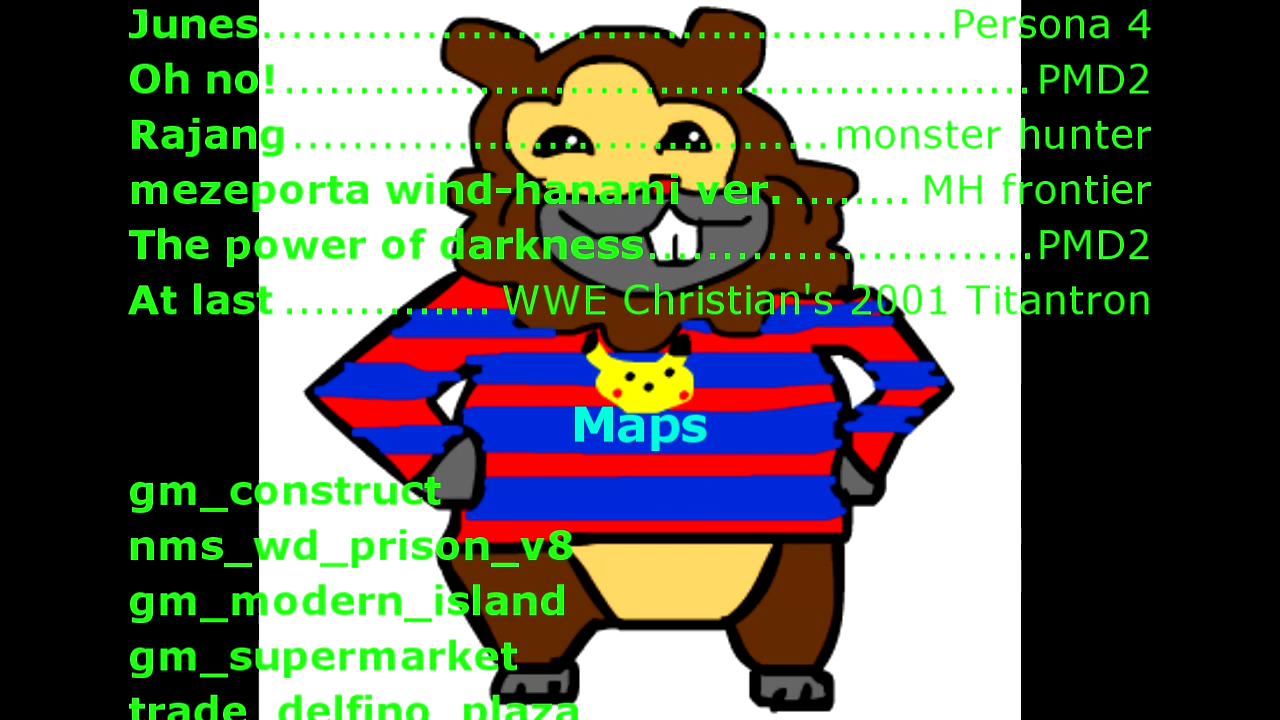 Junes..................................................Persona 4
Oh no!.......................................................PMD2
Rajang.......................................monster hunter
mezeporta wind-hanami ver.........MH frontier
The power of darkness............................PMD2
At last...............WWE Christian's 2001 Titantron
Maps
gm_construct
nms_wd_prison_v8
gm_modern_island
gm_supermarket
trade_delfino_plaza